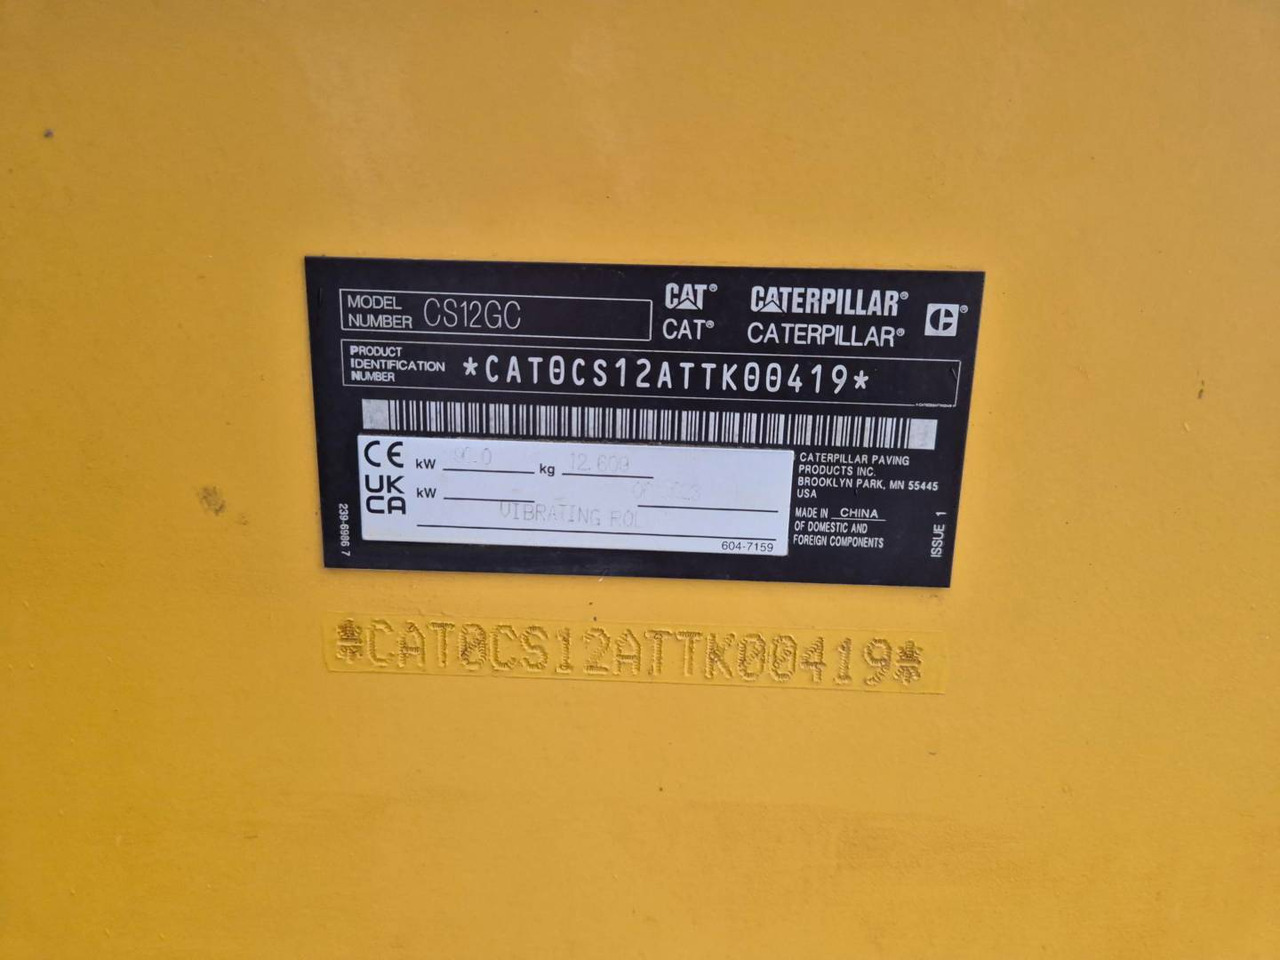 MODEL NUMBER CS12GC
CAT® CATERPILLAR®
CAT® CATERPILLAR®
PRODUCT IDENTIFICATION NUMBER *CAT0CS12ATTK00419*
CE
UK
CA
kW kg 12,600
kW
VIBRATING
604-7159
CATERPILLAR PAVING
PRODUCTS INC.
BROOKLYN PARK, MN 55445
USA
MADE IN CHINA
OF DOMESTIC AND
FOREIGN COMPONENTS
ISSUE 1
239-6986 7
*CAT0CS12ATTK00419*